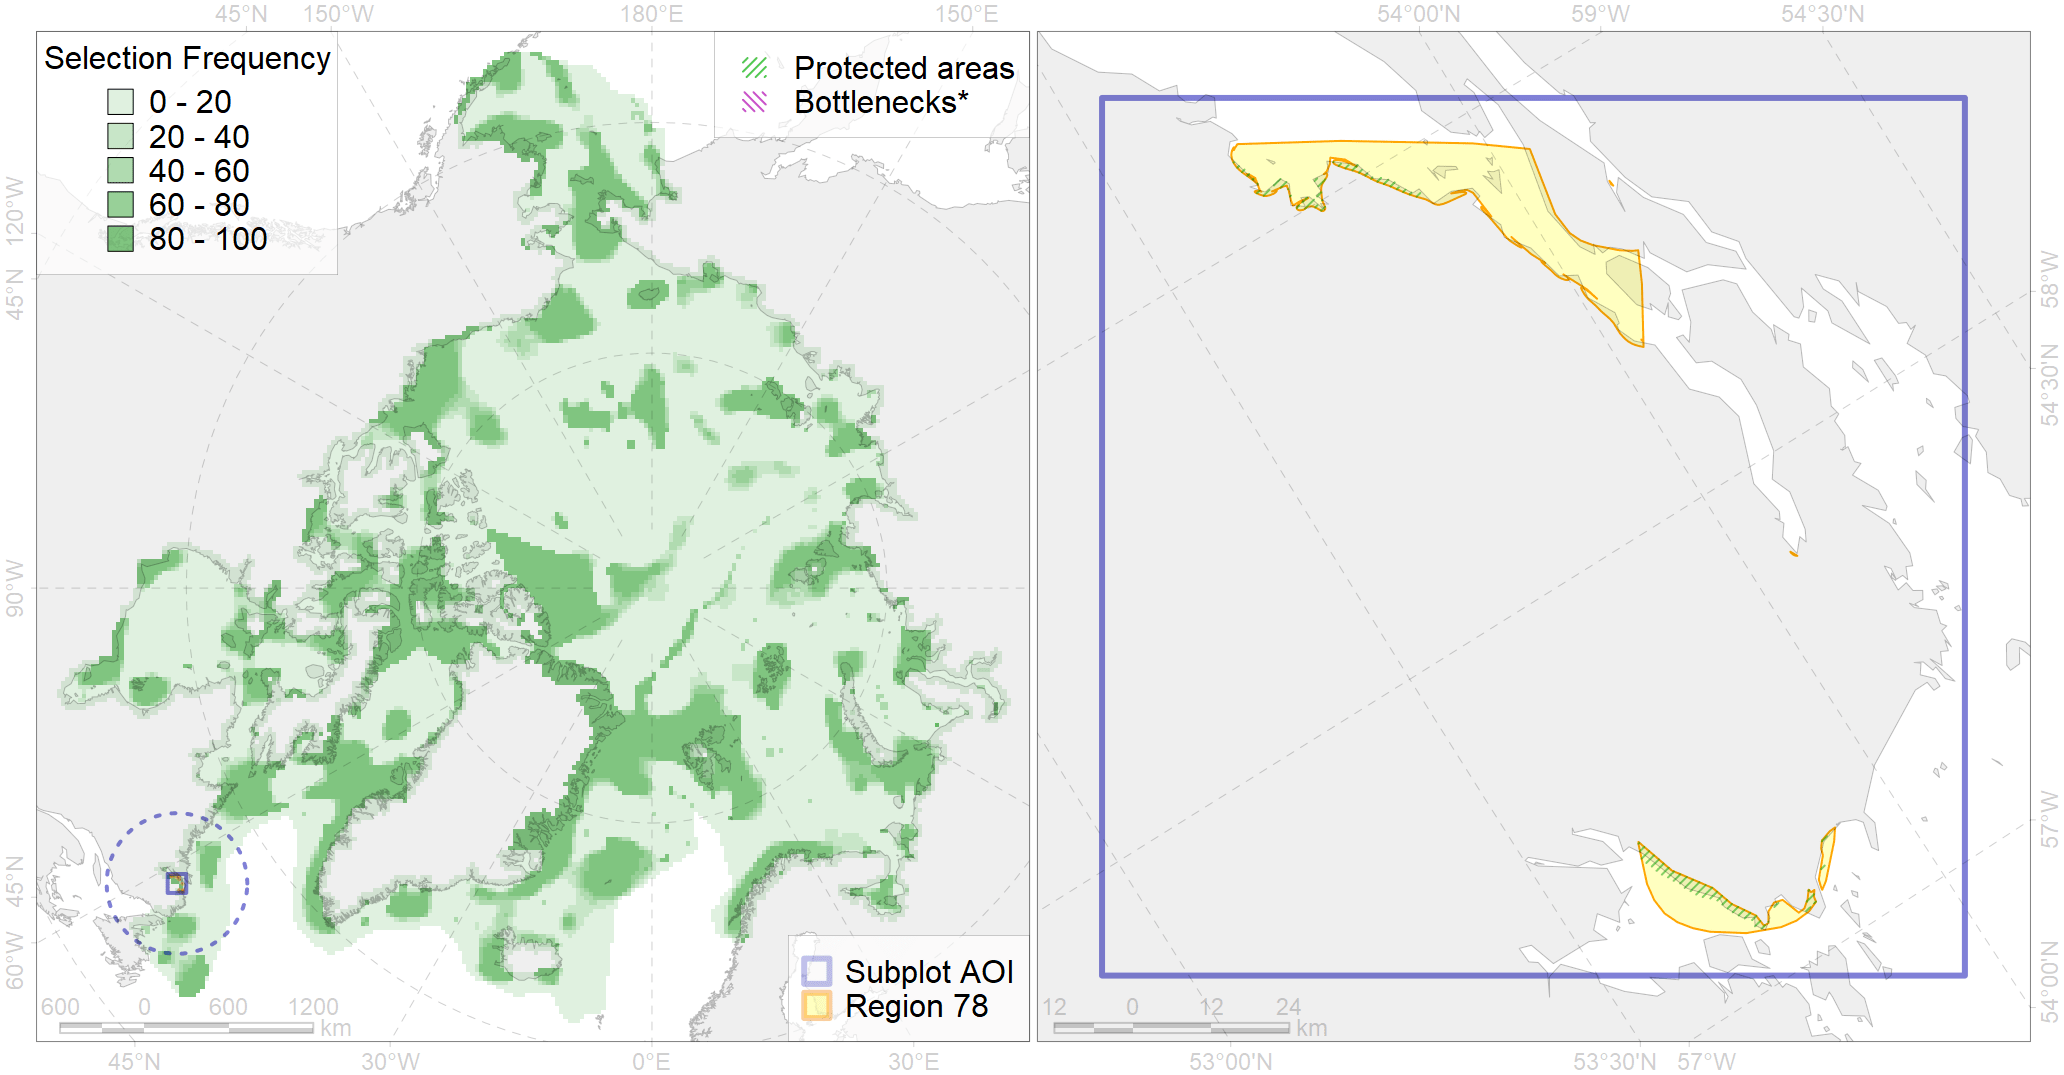 45°N 150°W 180°E 150°E 54°00'N 59°W 54°30'N
Selection Frequency
0 - 20
20 - 40
40 - 60
60 - 80
80 - 100
Protected areas
Bottlenecks*
120°W
45°N
90°W
45°N
60°W
58°W
54°30'N
57°W
54°00'N
Subplot AOI
Region 78
600 0 600 1200
km
12 0 12 24
km
45°N 30°W 0°E 30°E 53°00'N 53°30'N 57°W